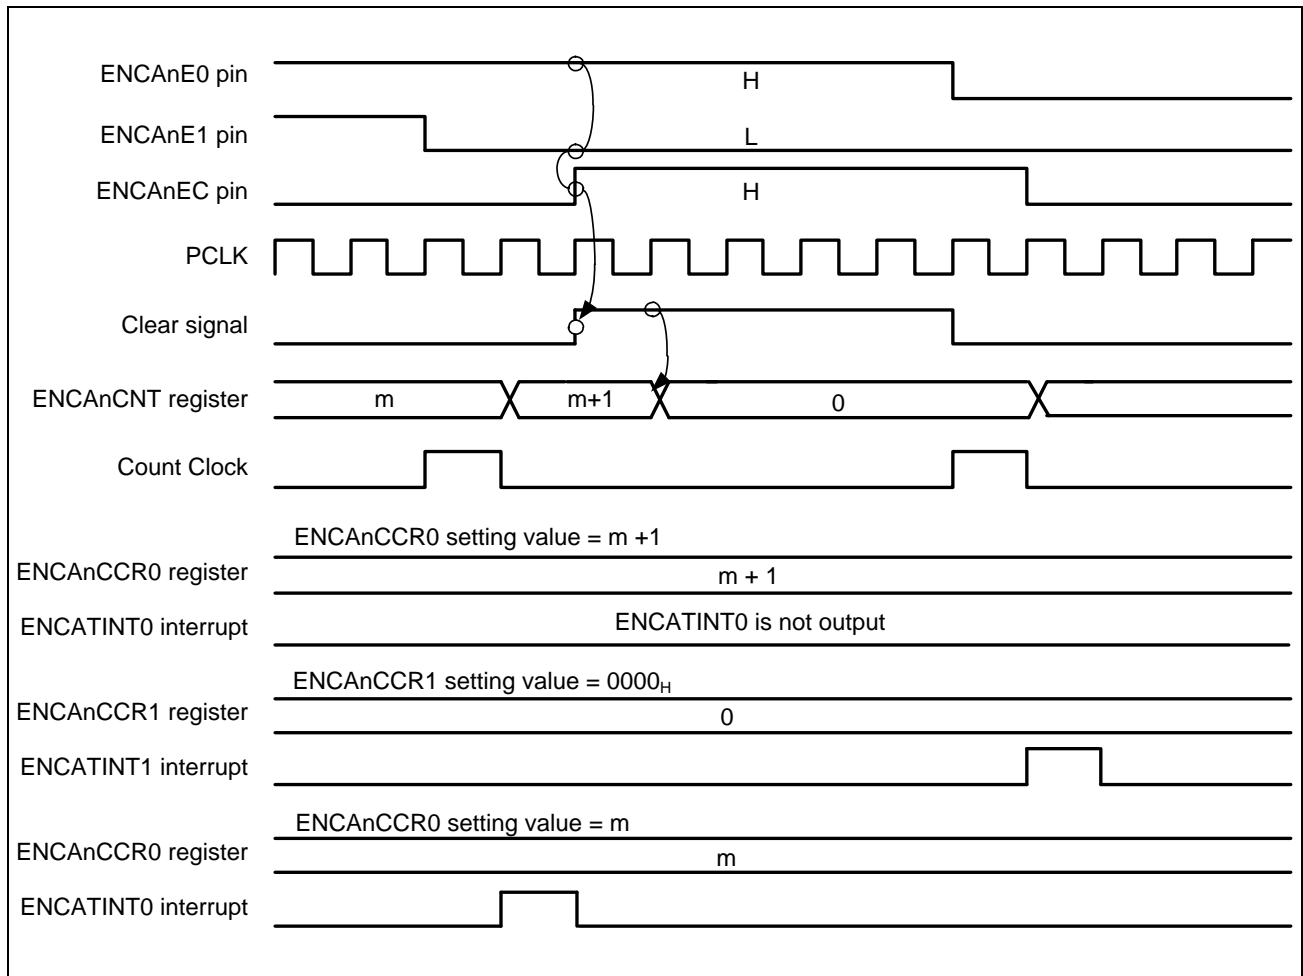 ENCAnE0 pin
H
ENCAnE1 pin
L
ENCAnEC pin
H
PCLK
Clear signal
ENCAnCNT register
m
m+1
0
Count Clock
ENCAnCCR0 setting value = m +1
ENCAnCCR0 register
m + 1
ENCATINT0 interrupt
ENCATINT0 is not output
ENCAnCCR1 setting value = 0000H
ENCAnCCR1 register
0
ENCATINT1 interrupt
ENCAnCCR0 setting value = m
ENCAnCCR0 register
m
ENCATINT0 interrupt